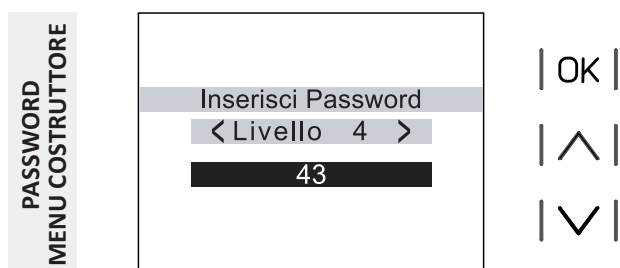 PASSWORD
MENU COSTRUTTORE
Inserisci Password
<Livello 4 >
43
| OK |